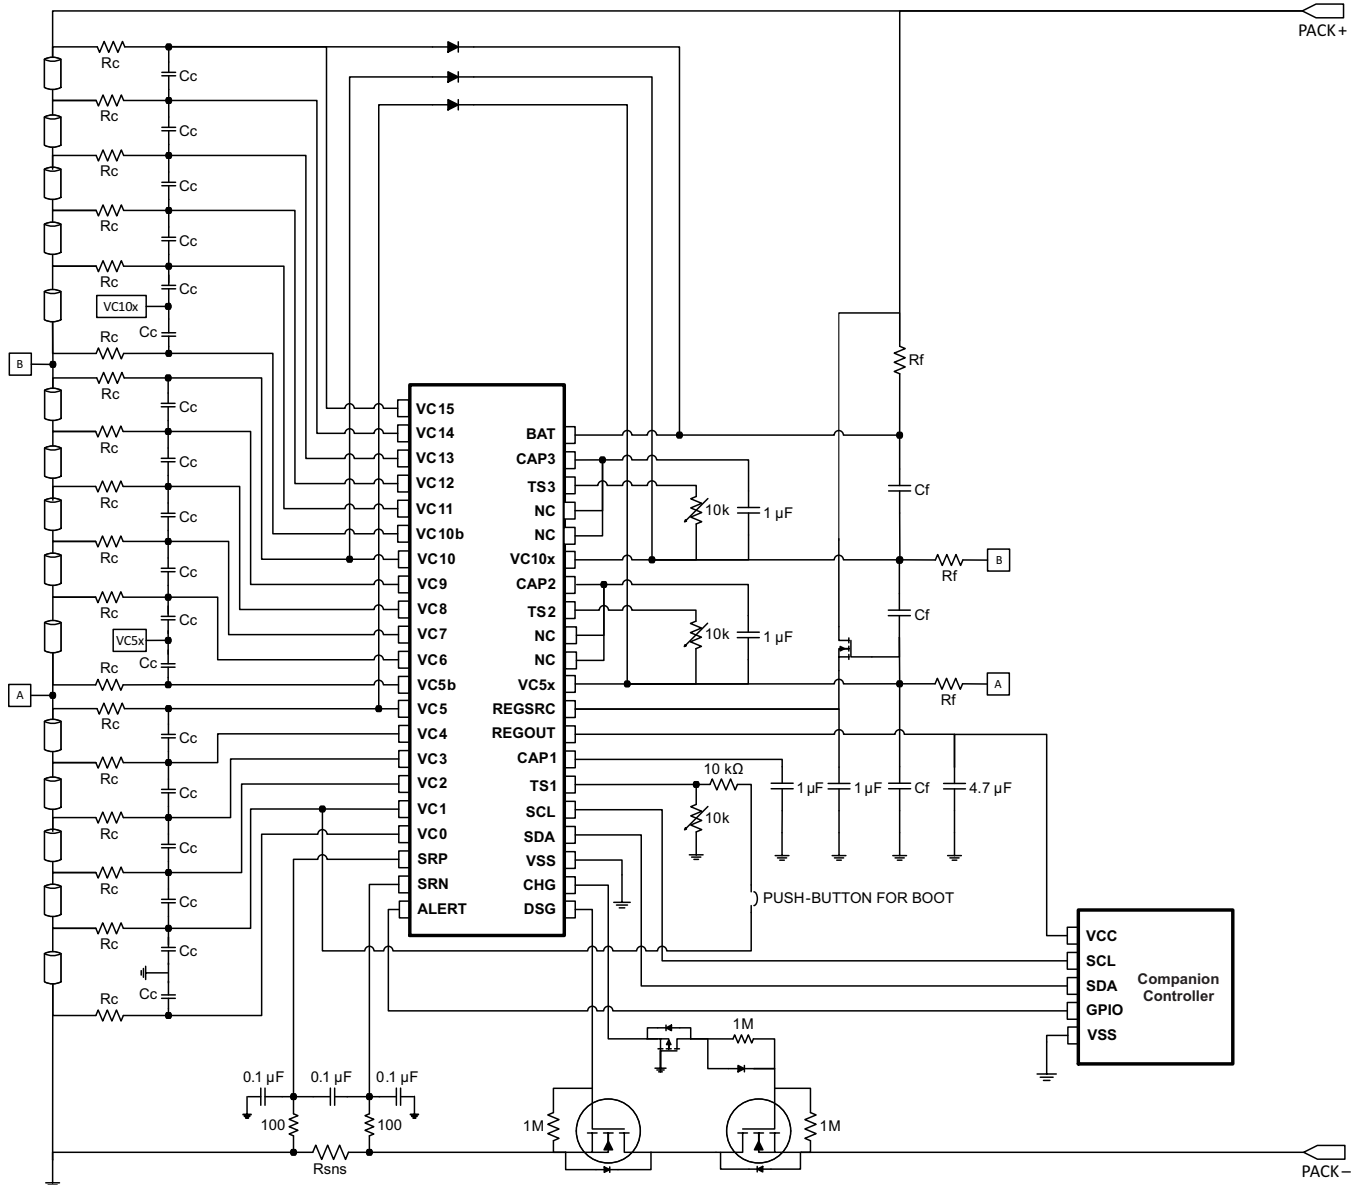 PACK+
Rc
Cc
Rc
Cc
Rc
Cc
Rc
Cc
Rc
Cc
VC10x
Cc
Rc
B
Rc
Cc
Rc
Cc
Rc
Cc
Rc
Cc
Rc
Cc
VC5x
Cc
Rc
A
Rc
Cc
Rc
Cc
Rc
Cc
Rc
Cc
Rc
Cc
Cc
Rc
VC15
VC14
VC13
VC12
VC11
VC10b
VC10
VC9
VC8
VC7
VC6
VC5b
VC5
VC4
VC3
VC2
VC1
VC0
SRP
SRN
ALERT
BAT
CAP3
TS3
NC
NC
VC10x
CAP2
TS2
NC
NC
VC5x
REGSRC
REGOUT
CAP1
TS1
SCL
SDA
VSS
CHG
DSG
10k
1 µF
10k
1 µF
Rf
Cf
Rf
B
Cf
Rf
A
10 kΩ
10k
1 µF
1 µF
Cf
4.7 µF
PUSH-BUTTON FOR BOOT
VCC
SCL
SDA
GPIO
VSS
Companion
Controller
0.1 µF
0.1 µF
0.1 µF
100
100
Rsns
1M
1M
1M
PACK–